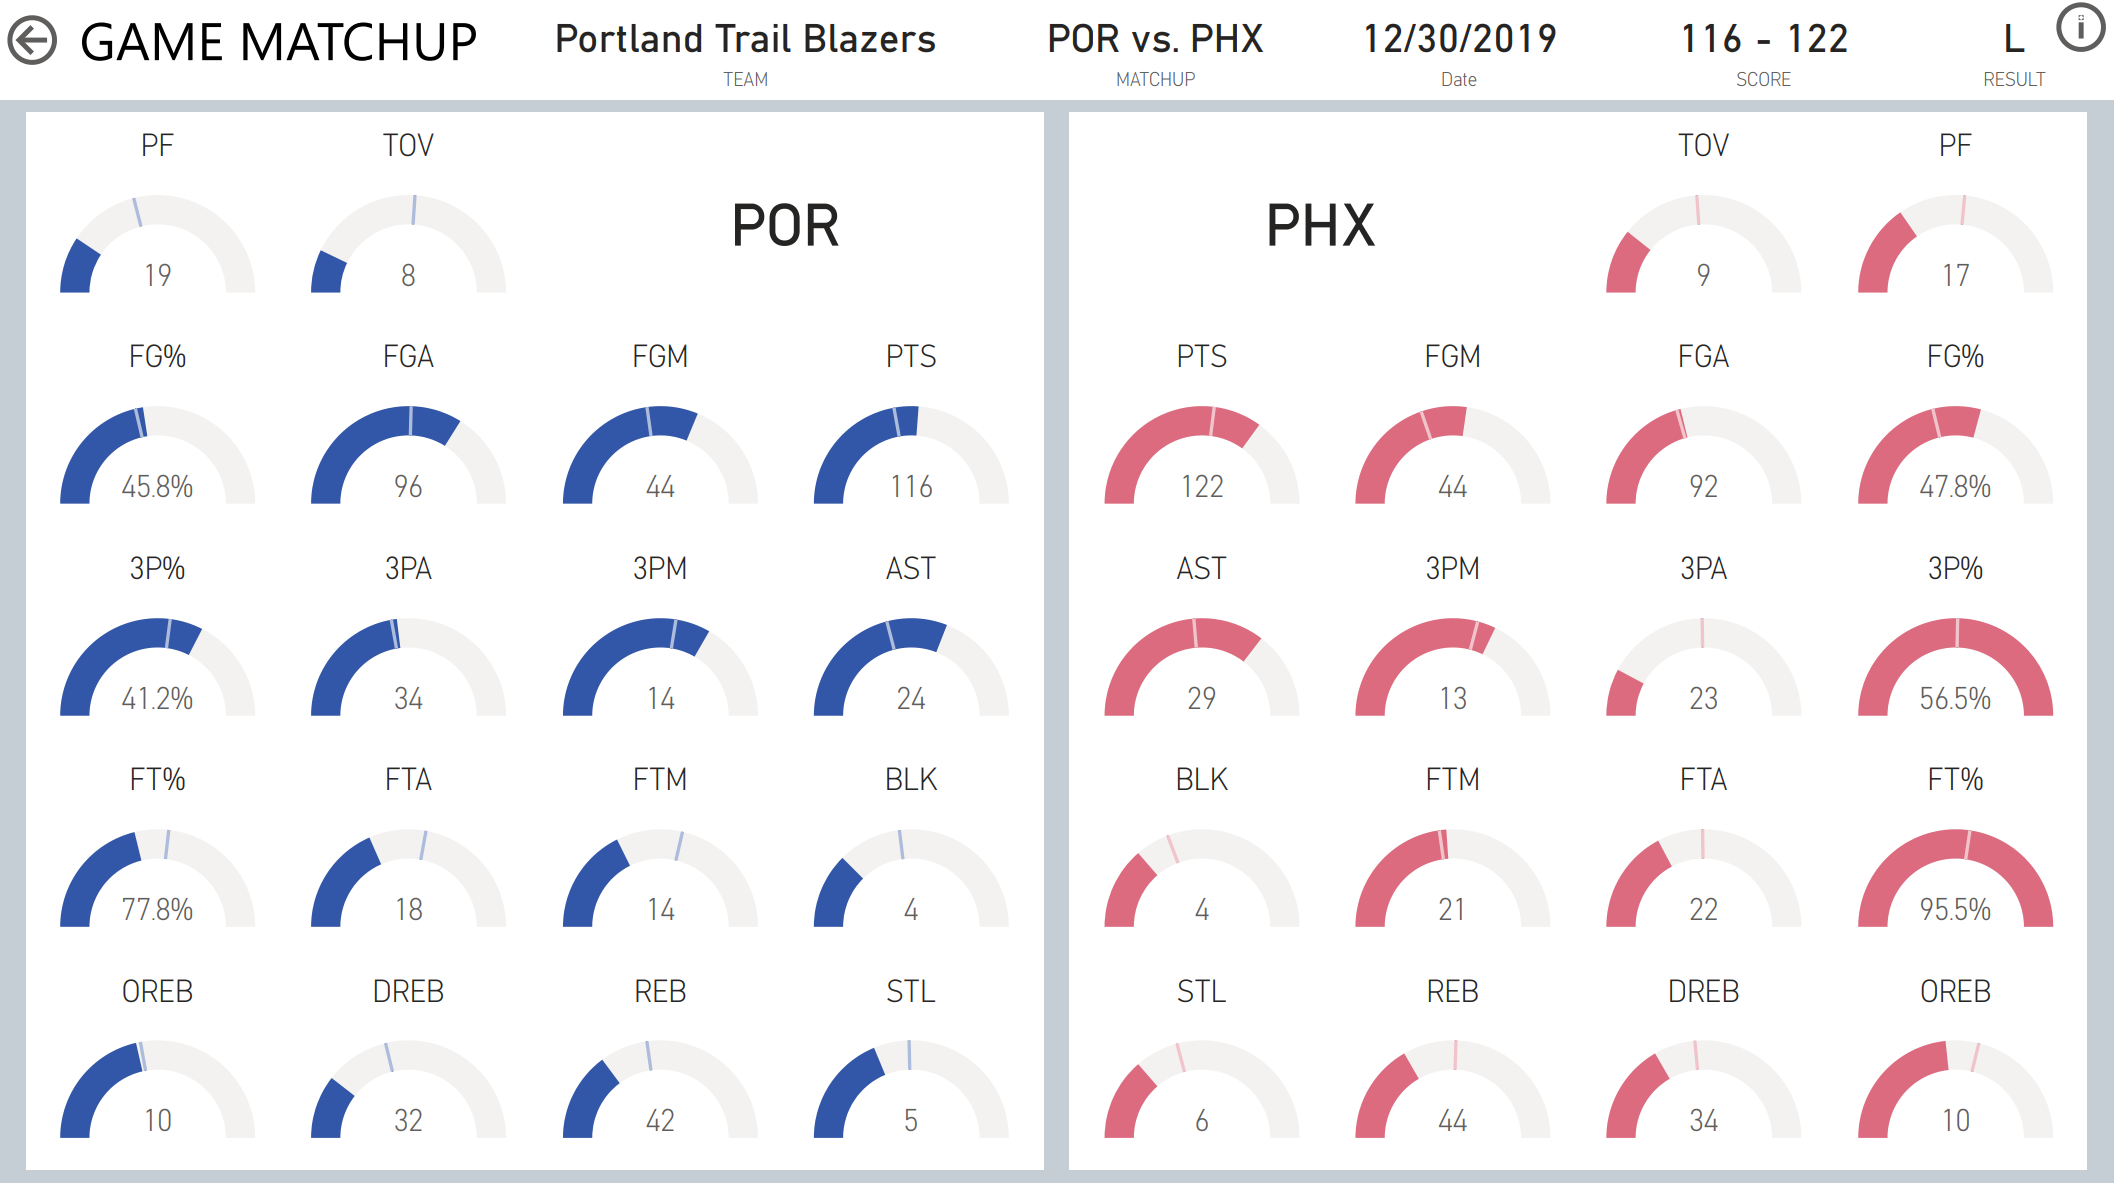 GAME MATCHUP Portland Trail Blazers POR vs. PHX 12/30/2019 116 - 122 L
TEAM MATCHUP Date SCORE RESULT
PF TOV
POR
19 8
FG% FGA FGM PTS
45.8% 96 44 116
3P% 3PA 3PM AST
41.2% 34 14 24
FT% FTA FTM BLK
77.8% 18 14 4
OREB DREB REB STL
10 32 42 5
TOV PF
PHX
9 17
PTS FGM FGA FG%
122 44 92 47.8%
AST 3PM 3PA 3P%
29 13 23 56.5%
BLK FTM FTA FT%
4 21 22 95.5%
STL REB DREB OREB
6 44 34 10